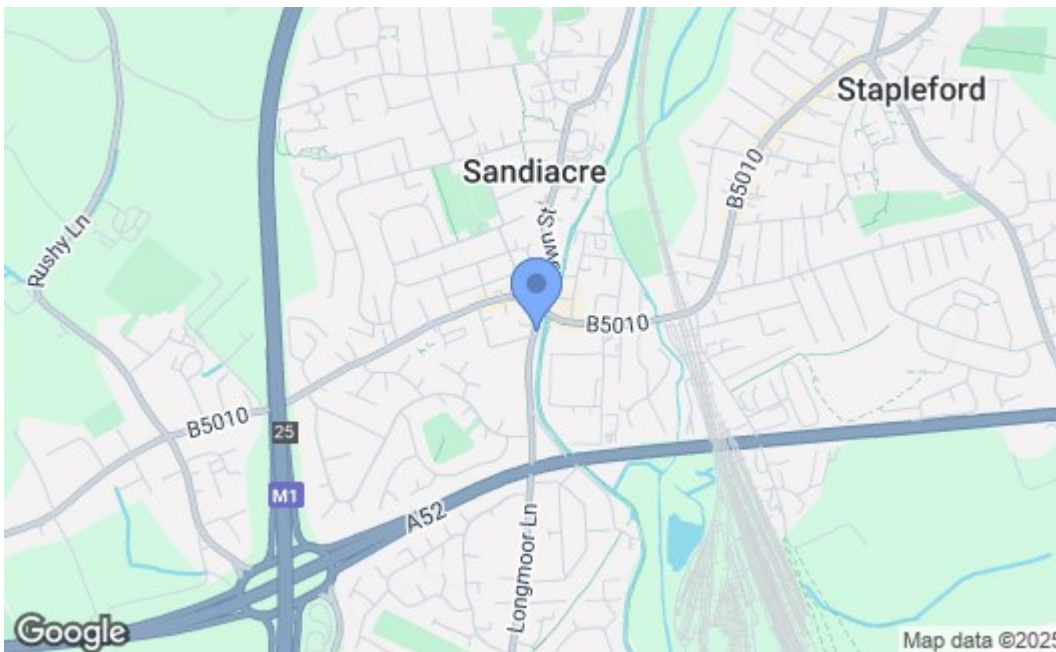 Stapleford
Sandiacre
B5010
Rushy Ln
B5010
B5010
25
M1
A52
Longmoor Ln
Google
Map data ©2025